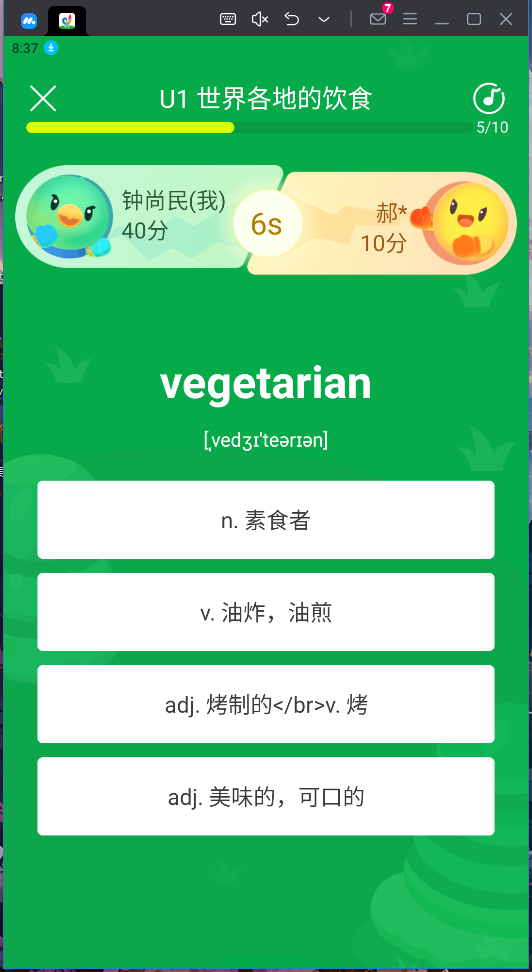 7
8:37
U1 世界各地的饮食
5/10
钟尚民(我)
40分
6s
郝*
10分
vegetarian
[ˌvedʒɪˈteərɪən]
n. 素食者
v. 油炸，油煎
adj. 烤制的</br>v. 烤
adj. 美味的，可口的